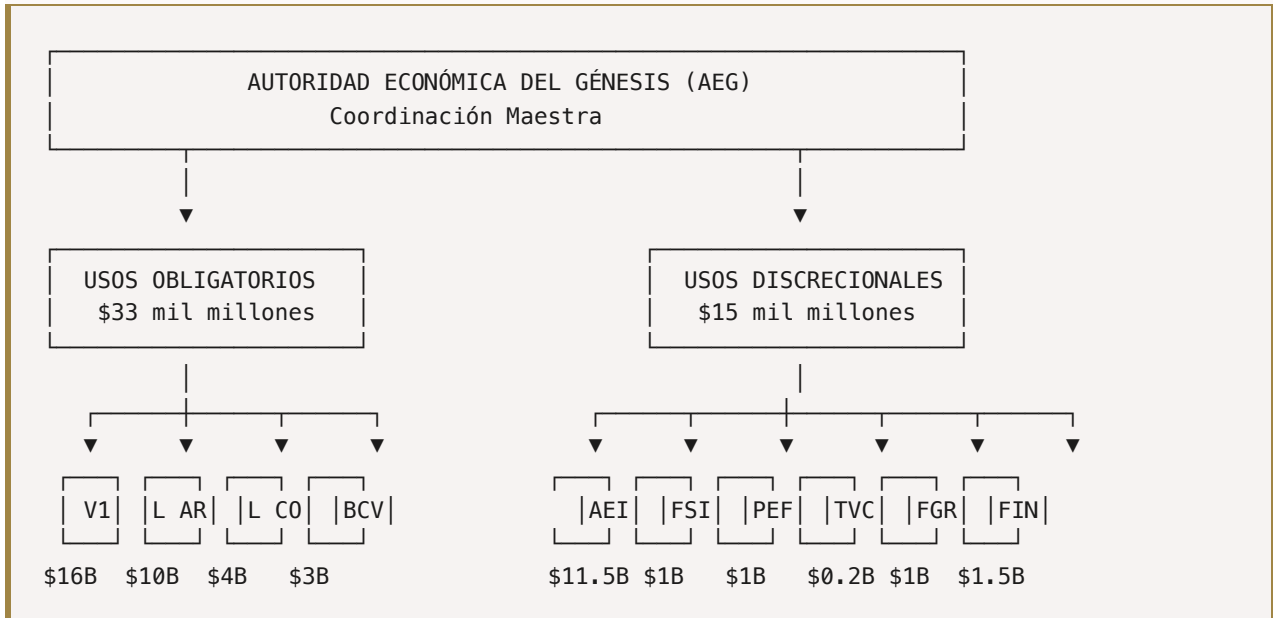 AUTORIDAD ECONÓMICA DEL GÉNESIS (AEG)
Coordinación Maestra
USOS OBLIGATORIOS
$33 mil millones
USOS DISCRECIONALES
$15 mil millones
V1 L AR L CO BCV
$16B $10B $4B $3B
AEI FSI PEF TVC FGR FIN
$11.5B $1B $1B $0.2B $1B $1.5B